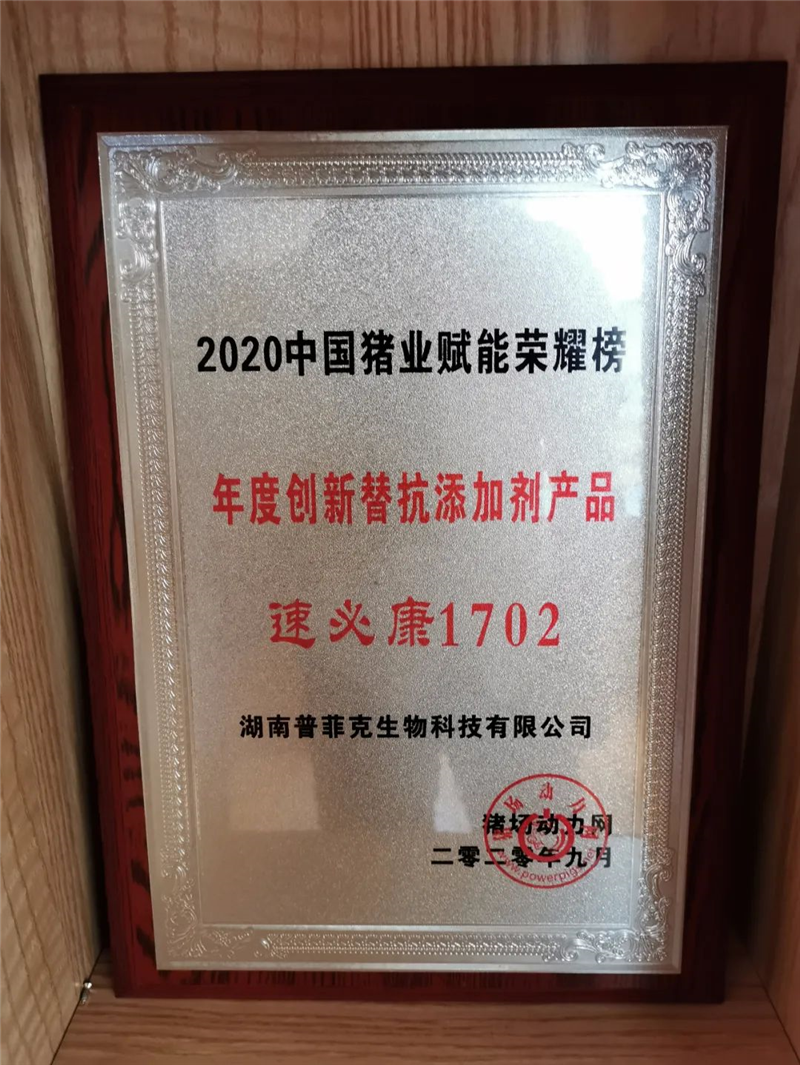 2020中国猪业赋能荣耀榜
年度创新替抗添加剂产品
速必康1702
湖南普菲克生物科技有限公司
猪场动力网
二零二零年九月